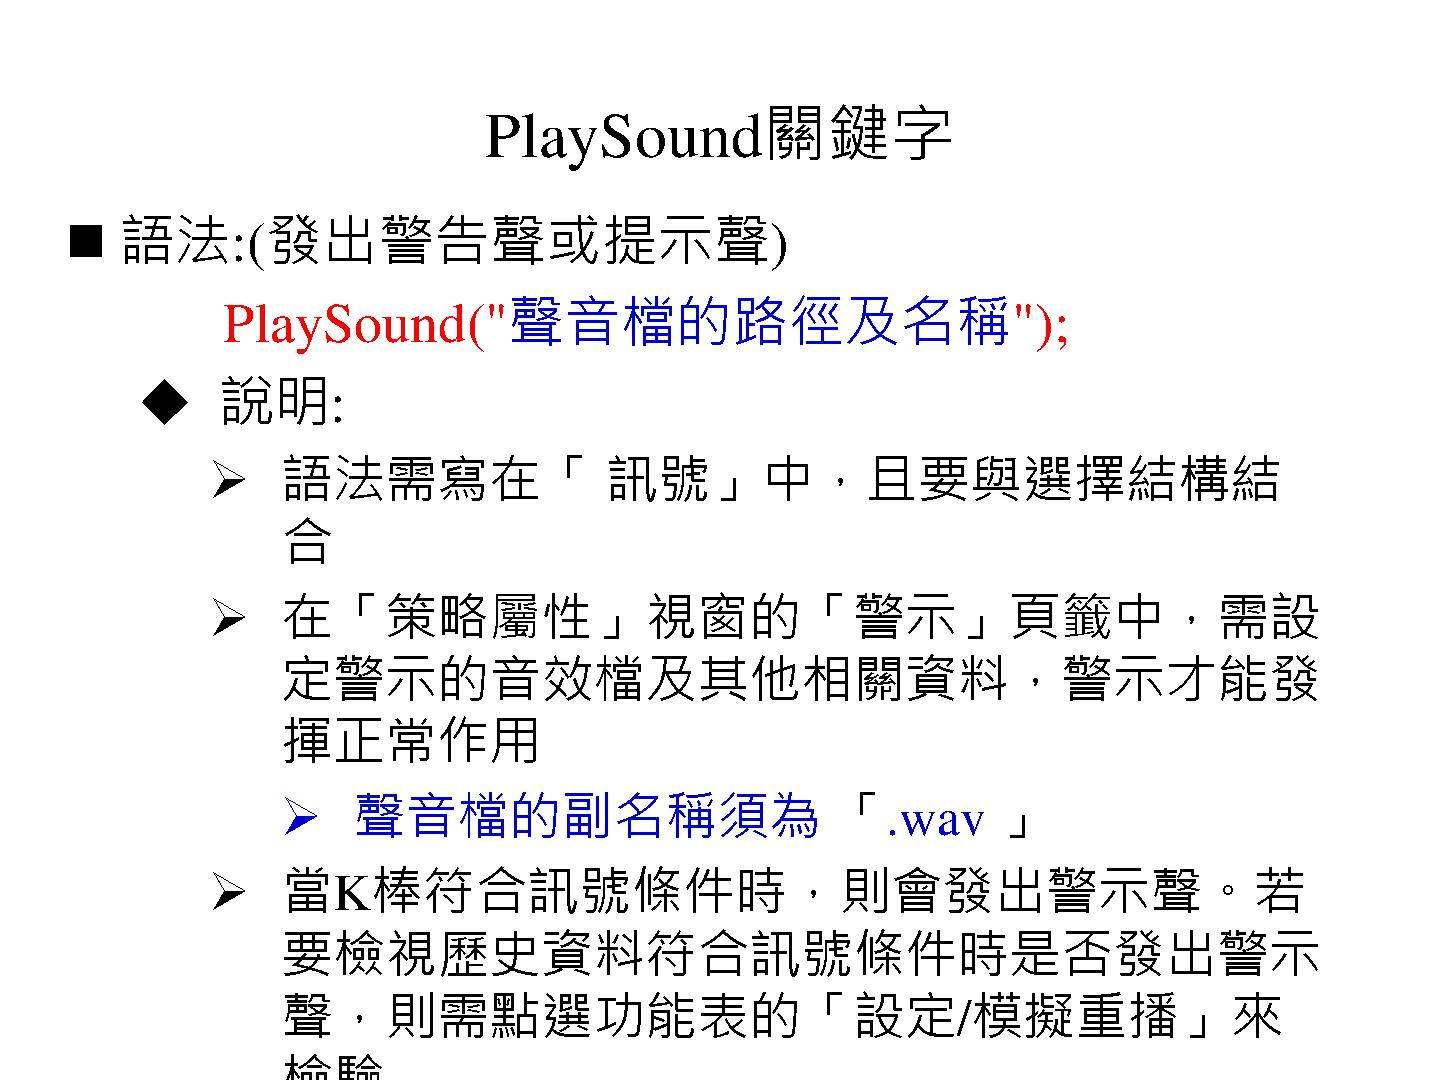 PlaySound關鍵字
■ 語法:(發出警告聲或提示聲)
PlaySound("聲音檔的路徑及名稱");
◆ 說明:
➢ 語法需寫在「 訊號」中，且要與選擇結構結
合
➢ 在「策略屬性」視窗的「警示」頁籤中，需設
定警示的音效檔及其他相關資料，警示才能發
揮正常作用
➢ 聲音檔的副名稱須為 「.wav 」
➢ 當K棒符合訊號條件時，則會發出警示聲。若
要檢視歷史資料符合訊號條件時是否發出警示
聲，則需點選功能表的「設定/模擬重播」來
檢驗